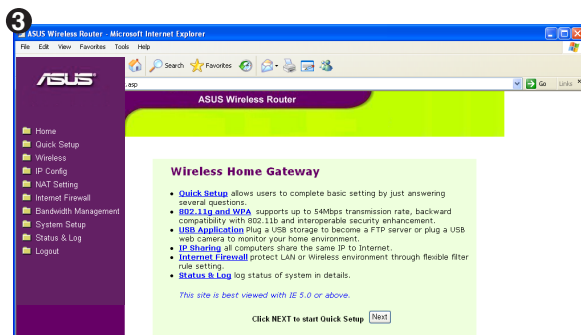 3
ASUS Wireless Router - Microsoft Internet Explorer
File Edit View Favorites Tools Help
Search Favorites
.asp Go Links »
ASUS
ASUS Wireless Router
Home
Quick Setup
Wireless
IP Config
NAT Setting
Internet Firewall
Bandwidth Management
System Setup
Status & Log
Logout
Wireless Home Gateway
• Quick Setup allows users to complete basic setting by just answering
several questions.
• 802.11g and WPA supports up to 54Mbps transmission rate, backward
compatibility with 802.11b and interoperable security enhancement.
• USB Application Plug a USB storage to become a FTP server or plug a USB
web camera to monitor your home environment.
• IP Sharing all computers share the same IP to Internet.
• Internet Firewall protect LAN or Wireless environment through flexible filter
rule setting.
• Status & Log log status of system in details.
This site is best viewed with IE 5.0 or above.
Click NEXT to start Quick Setup Next